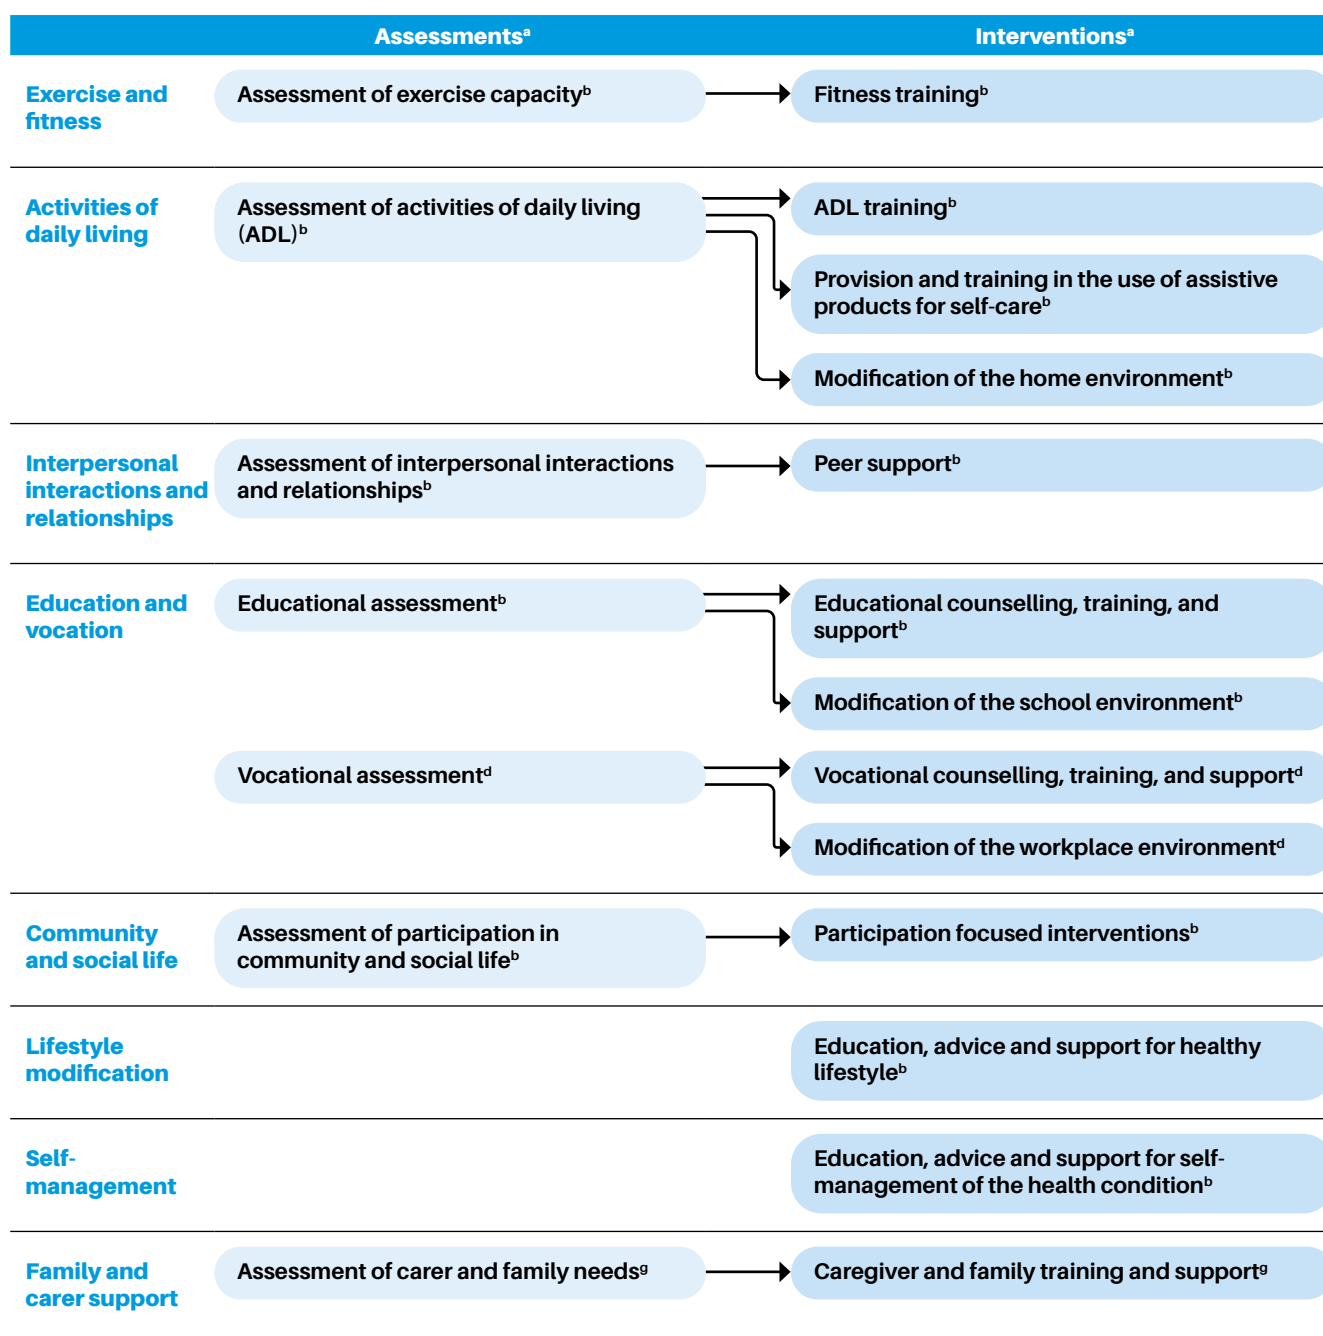 Assessmentsᵃ Interventionsᵃ
Exercise and
fitness
Assessment of exercise capacityᵇ
Fitness trainingᵇ
Activities of
daily living
Assessment of activities of daily living
(ADL)ᵇ
ADL trainingᵇ
Provision and training in the use of assistive
products for self-careᵇ
Modification of the home environmentᵇ
Interpersonal
interactions and
relationships
Assessment of interpersonal interactions
and relationshipsᵇ
Peer supportᵇ
Education and
vocation
Educational assessmentᵇ
Educational counselling, training, and
supportᵇ
Modification of the school environmentᵇ
Vocational assessmentᵈ
Vocational counselling, training, and supportᵈ
Modification of the workplace environmentᵈ
Community
and social life
Assessment of participation in
community and social lifeᵇ
Participation focused interventionsᵇ
Lifestyle
modification
Education, advice and support for healthy
lifestyleᵇ
Self-
management
Education, advice and support for self-
management of the health conditionᵇ
Family and
carer support
Assessment of carer and family needsᵍ
Caregiver and family training and supportᵍ